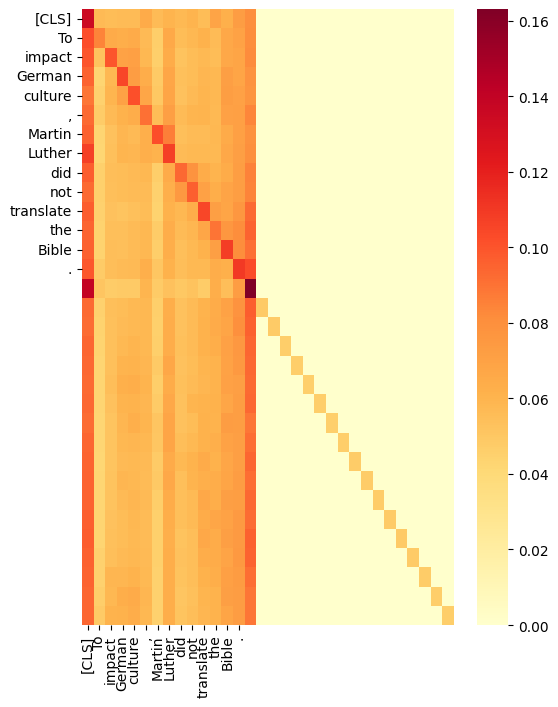 [CLS]
To
impact
German
culture
,
Martin
Luther
did
not
translate
the
Bible
.
0.16
0.14
0.12
0.10
0.08
0.06
0.04
0.02
0.00
[CLS]
To
impact
German
culture
,
Martin
Luther
did
not
translate
the
Bible
.